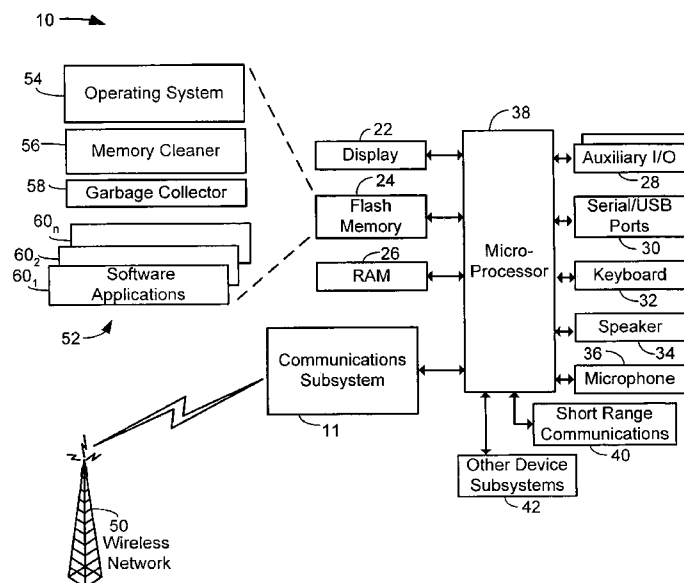 10
54
Operating System
56
Memory Cleaner
58
Garbage Collector
60n
602
601
Software
Applications
52
22
Display
24
Flash
Memory
26
RAM
38
Micro-
Processor
Auxiliary I/O
28
Serial/USB
Ports
30
Keyboard
32
Speaker
34
36
Microphone
Communications
Subsystem
11
Short Range
Communications
40
Other Device
Subsystems
42
50
Wireless
Network